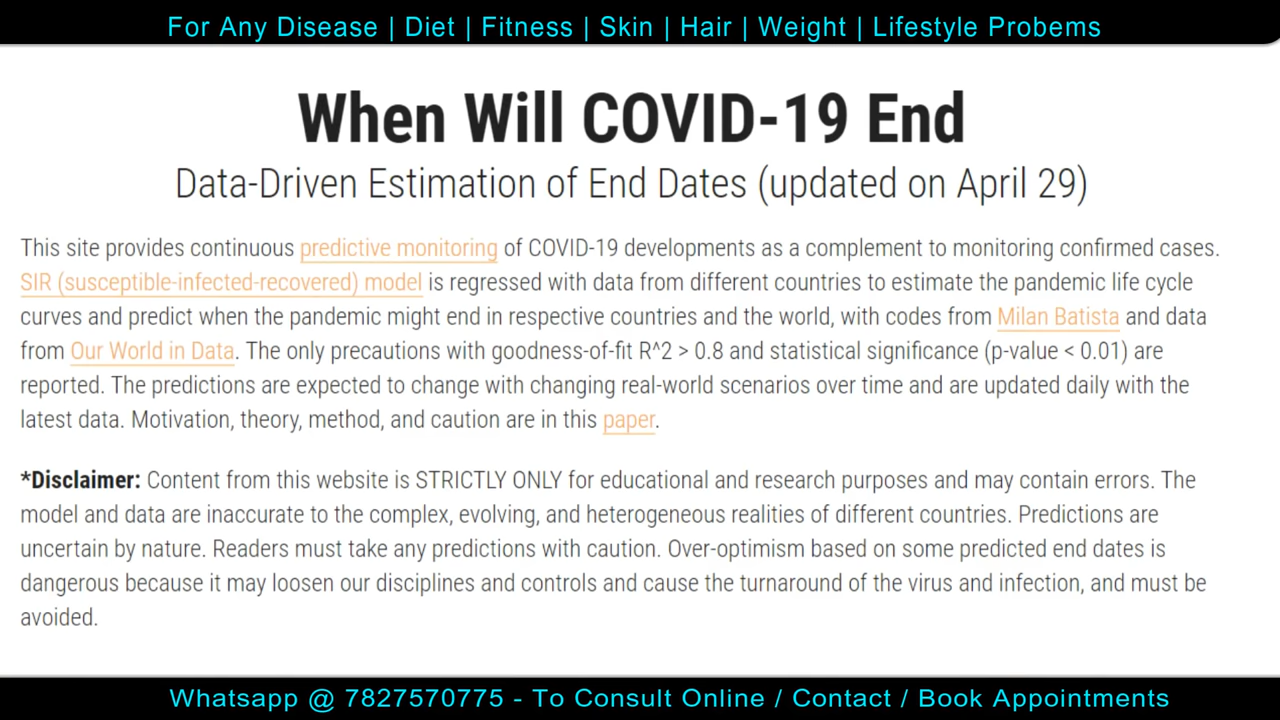 For Any Disease | Diet | Fitness | Skin | Hair | Weight | Lifestyle Probems
When Will COVID-19 End
Data-Driven Estimation of End Dates (updated on April 29)
This site provides continuous predictive monitoring of COVID-19 developments as a complement to monitoring confirmed cases.
SIR (susceptible-infected-recovered) model is regressed with data from different countries to estimate the pandemic life cycle
curves and predict when the pandemic might end in respective countries and the world, with codes from Milan Batista and data
from Our World in Data. The only precautions with goodness-of-fit R^2 > 0.8 and statistical significance (p-value < 0.01) are
reported. The predictions are expected to change with changing real-world scenarios over time and are updated daily with the
latest data. Motivation, theory, method, and caution are in this paper.
*Disclaimer: Content from this website is STRICTLY ONLY for educational and research purposes and may contain errors. The
model and data are inaccurate to the complex, evolving, and heterogeneous realities of different countries. Predictions are
uncertain by nature. Readers must take any predictions with caution. Over-optimism based on some predicted end dates is
dangerous because it may loosen our disciplines and controls and cause the turnaround of the virus and infection, and must be
avoided.
Whatsapp @ 7827570775 - To Consult Online / Contact / Book Appointments